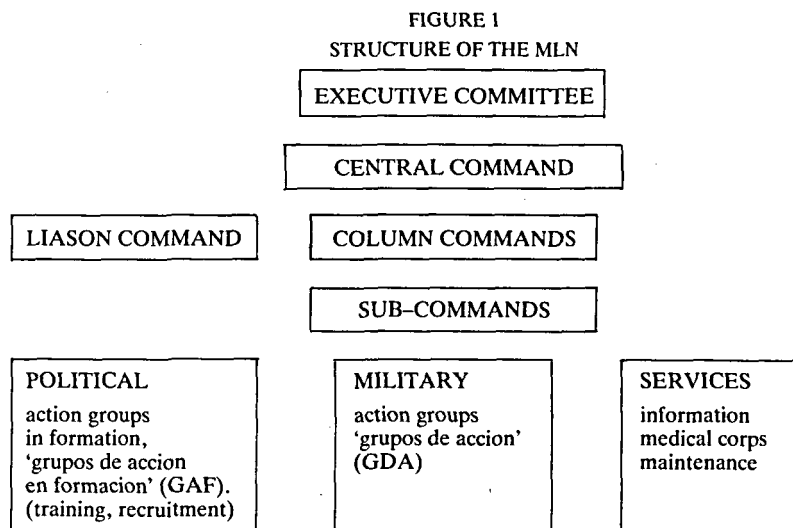 FIGURE 1
STRUCTURE OF THE MLN
EXECUTIVE COMMITTEE
CENTRAL COMMAND
LIASON COMMAND
COLUMN COMMANDS
SUB–COMMANDS
POLITICAL
action groups
in formation,
‘grupos de accion
en formacion’ (GAF).
(training, recruitment)
MILITARY
action groups
‘grupos de accion’
(GDA)
SERVICES
information
medical corps
maintenance